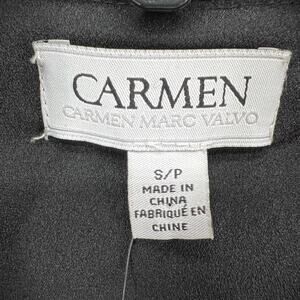 CARMEN
CARMEN MARC VALVO
S/P
MADE IN
CHINA
FABRIQUÉ EN
CHINE